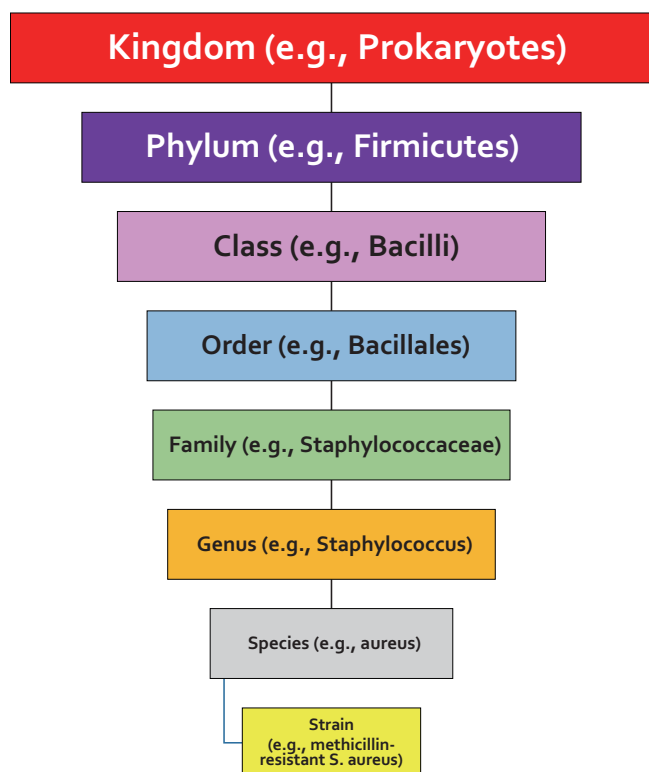 Kingdom (e.g., Prokaryotes)
Phylum (e.g., Firmicutes)
Class (e.g., Bacilli)
Order (e.g., Bacillales)
Family (e.g., Staphylococcaceae)
Genus (e.g., Staphylococcus)
Species (e.g., aureus)
Strain
(e.g., methicillin-
resistant S. aureus)